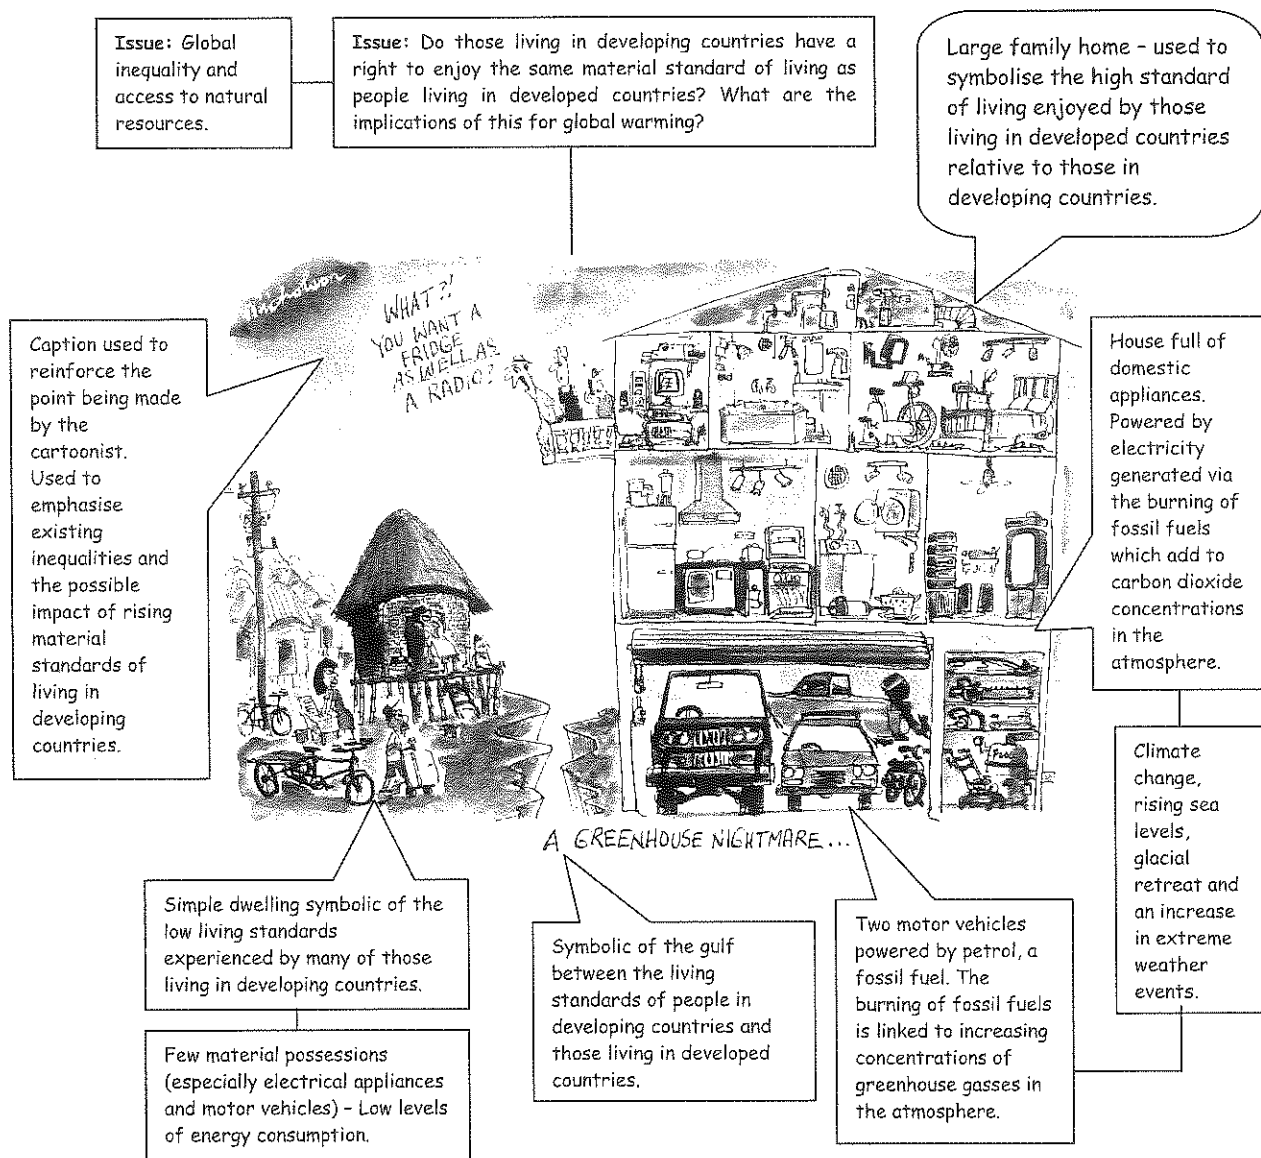 Issue: Global
inequality and
access to natural
resources.
Issue: Do those living in developing countries have a
right to enjoy the same material standard of living as
people living in developed countries? What are the
implications of this for global warming?
Large family home - used to
symbolise the high standard
of living enjoyed by those
living in developed countries
relative to those in
developing countries.
Nicholson
WHAT?!
YOU WANT A
FRIDGE
AS WELL AS
A RADIO?
Caption used to
reinforce the
point being made
by the
cartoonist.
Used to
emphasise
existing
inequalities and
the possible
impact of rising
material
standards of
living in
developing
countries.
House full of
domestic
appliances.
Powered by
electricity
generated via
the burning of
fossil fuels
which add to
carbon dioxide
concentrations
in the
atmosphere.
Climate
change,
rising sea
levels,
glacial
retreat and
an increase
in extreme
weather
events.
A GREENHOUSE NIGHTMARE...
Simple dwelling symbolic of the
low living standards
experienced by many of those
living in developing countries.
Few material possessions
(especially electrical appliances
and motor vehicles) - Low levels
of energy consumption.
Symbolic of the gulf
between the living
standards of people in
developing countries and
those living in developed
countries.
Two motor vehicles
powered by petrol, a
fossil fuel. The
burning of fossil fuels
is linked to increasing
concentrations of
greenhouse gasses in
the atmosphere.